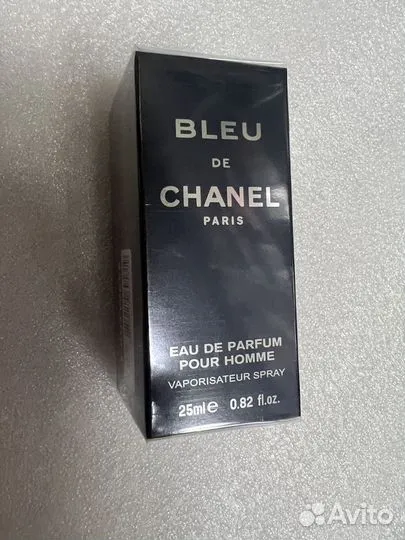 BLEU
DE
CHANEL
PARIS
EAU DE PARFUM
POUR HOMME
VAPORISATEUR SPRAY
25ml℮ 0.82 fl.oz.
Avito